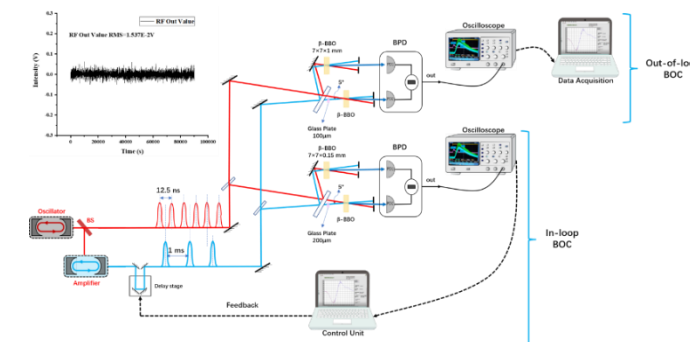 RF Out Value
RF Out Value RMS=1.537E-2V
Intensity (V)
0.3
0.2
0.1
0.0
0.1
0.2
0.3
0
20000
40000
60000
80000
100000
Time (s)
β-BBO
7×7×1 mm
5°
β-BBO
Glass Plate
100μm
BPD
out
Oscilloscope
Data Acquisition
Out-of-loo
BOC
Oscilloscope
β-BBO
7×7×0.15 mm
5°
β-BBO
Glass Plate
200μm
BPD
out
In-loop
BOC
12.5 ns
Oscillator
BS
1 ms
Amplifier
Delay stage
Feedback
Control Unit